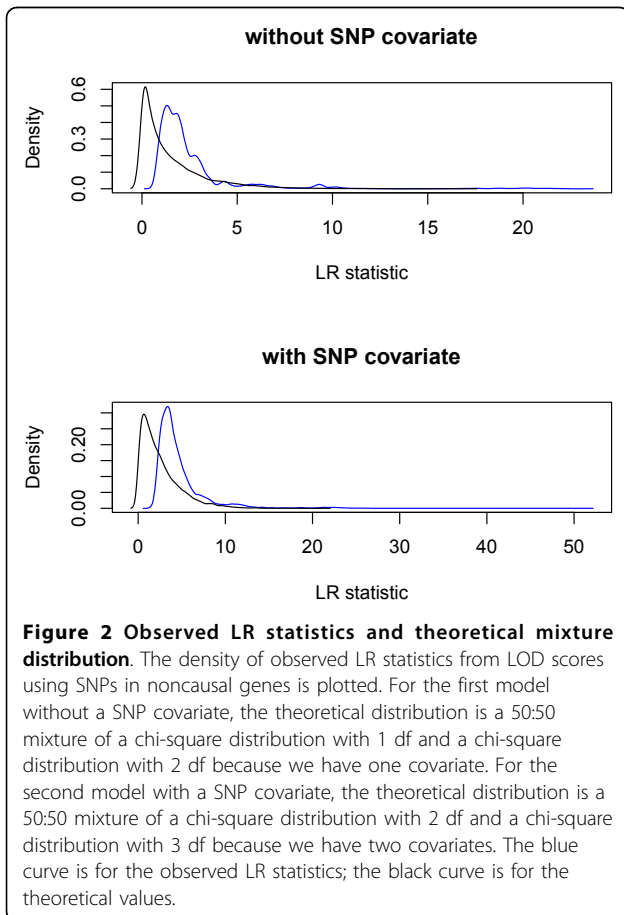 without SNP covariate
Density
0.0 0.3 0.6
0 5 10 15 20
LR statistic
with SNP covariate
Density
0.00 0.20
0 10 20 30 40 50
LR statistic
Figure 2 Observed LR statistics and theoretical mixture
distribution. The density of observed LR statistics from LOD scores
using SNPs in noncausal genes is plotted. For the first model
without a SNP covariate, the theoretical distribution is a 50:50
mixture of a chi-square distribution with 1 df and a chi-square
distribution with 2 df because we have one covariate. For the
second model with a SNP covariate, the theoretical distribution is a
50:50 mixture of a chi-square distribution with 2 df and a chi-square
distribution with 3 df because we have two covariates. The blue
curve is for the observed LR statistics; the black curve is for the
theoretical values.